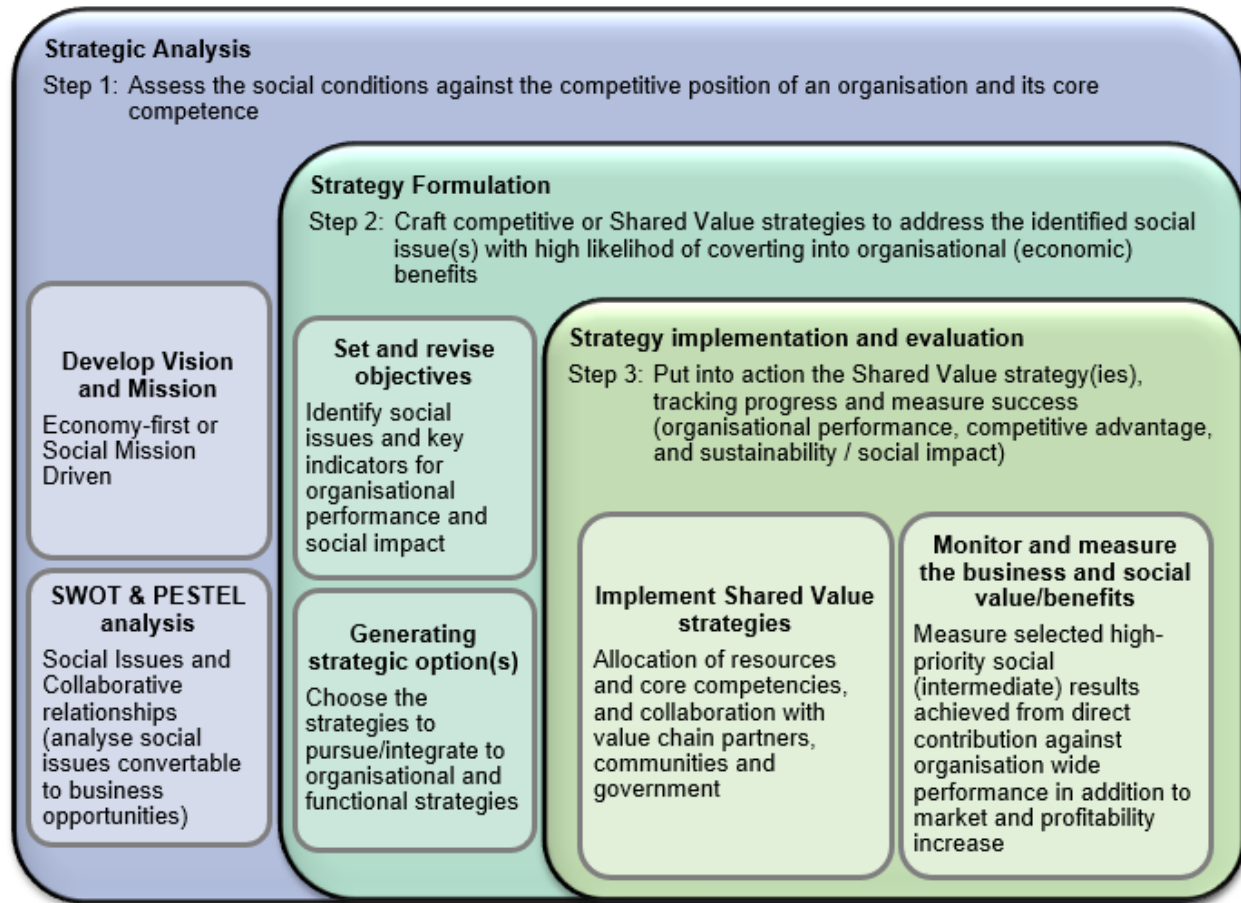 Strategic Analysis
Step 1: Assess the social conditions against the competitive position of an organisation and its core
competence
Strategy Formulation
Step 2: Craft competitive or Shared Value strategies to address the identified social
issue(s) with high likelihod of coverting into organisational (economic)
benefits
Strategy implementation and evaluation
Step 3: Put into action the Shared Value strategy(ies),
tracking progress and measure success
(organisational performance, competitive advantage,
and sustainability / social impact)
Develop Vision
and Mission
Economy-first or
Social Mission
Driven
SWOT & PESTEL
analysis
Social Issues and
Collaborative
relationships
(analyse social
issues convertable
to business
opportunities)
Set and revise
objectives
Identify social
issues and key
indicators for
organisational
performance and
social impact
Generating
strategic option(s)
Choose the
strategies to
pursue/integrate to
organisational and
functional strategies
Implement Shared Value
strategies
Allocation of resources
and core competencies,
and collaboration with
value chain partners,
communities and
government
Monitor and measure
the business and social
value/benefits
Measure selected high-
priority social
(intermediate) results
achieved from direct
contribution against
organisation wide
performance in addition to
market and profitability
increase